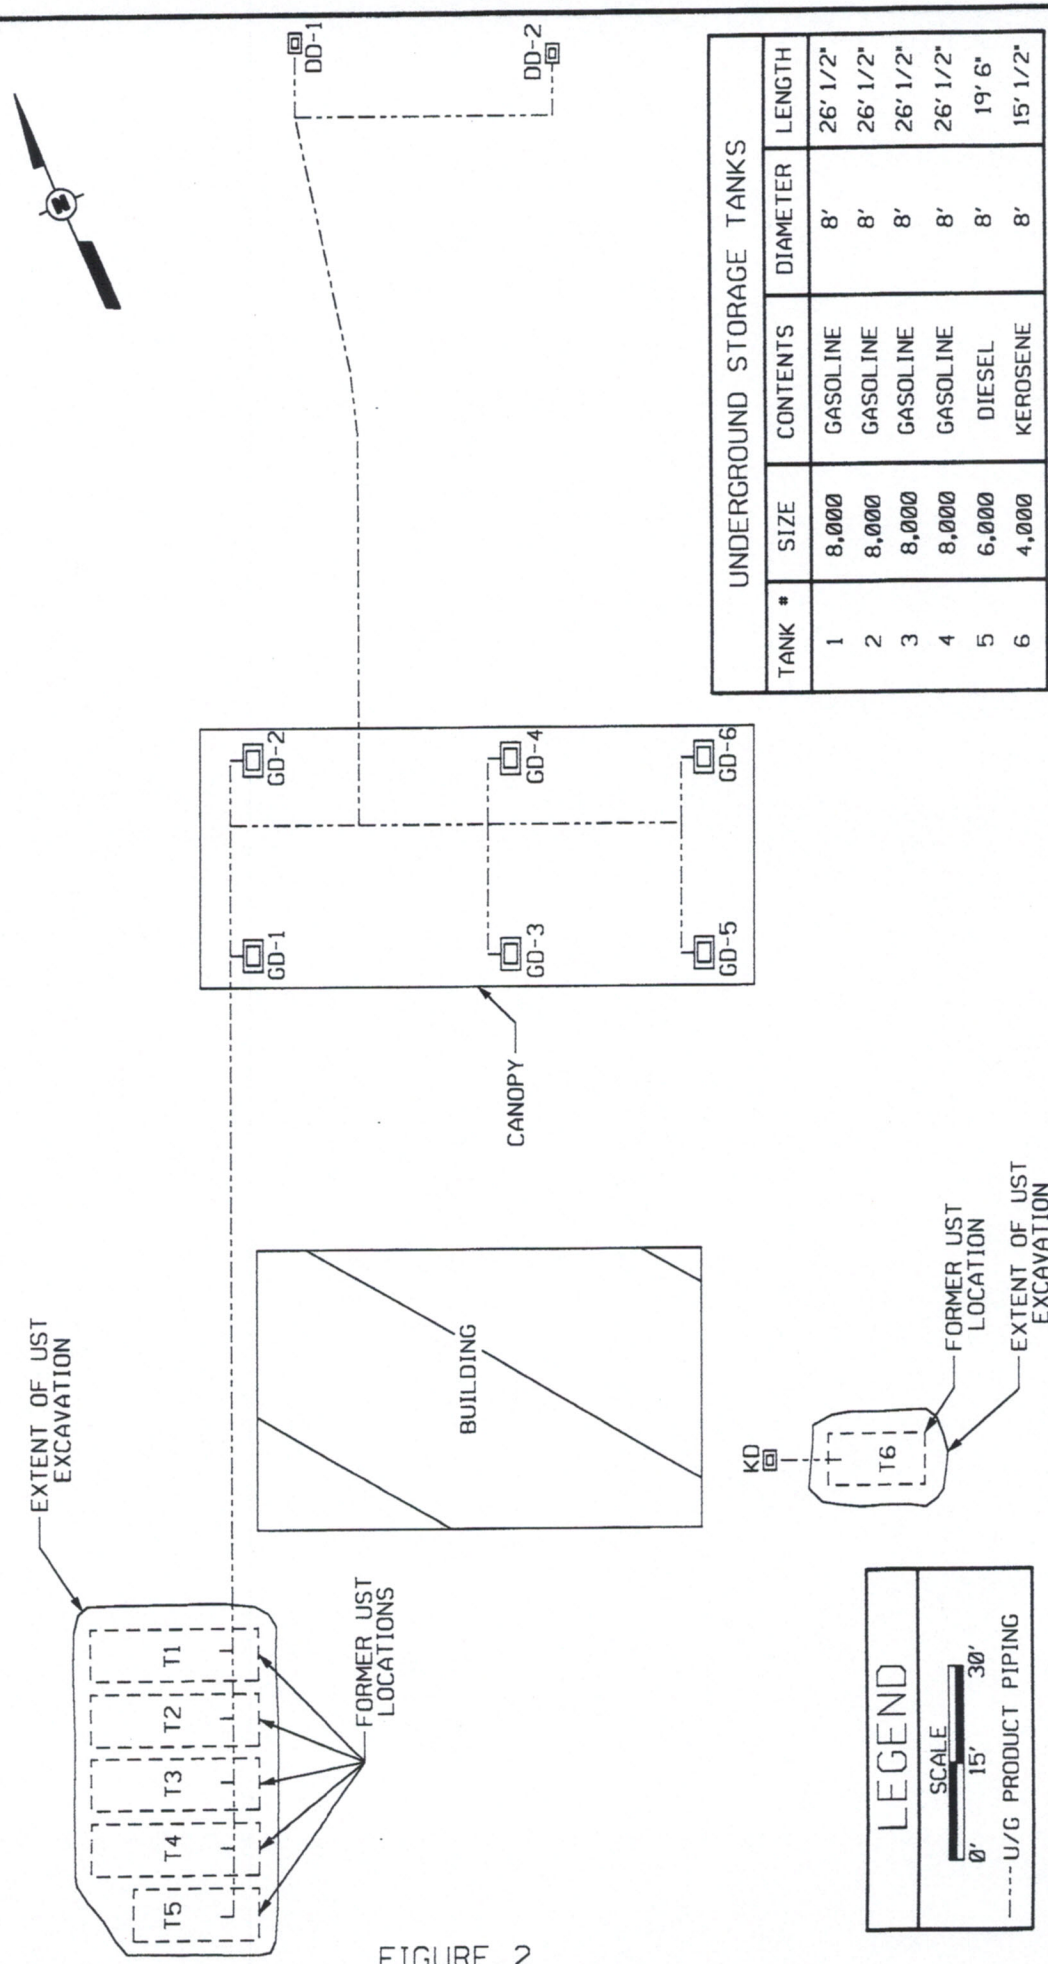 N
DD-1
DD-2
GD-1
GD-2
GD-3
GD-4
GD-5
GD-6
CANOPY
BUILDING
EXTENT OF UST
EXCAVATION
T5
T4
T3
T2
T1
FORMER UST
LOCATIONS
KD
T6
FORMER UST
LOCATION
EXTENT OF UST
EXCAVATION
UNDERGROUND STORAGE TANKS
TANK # SIZE CONTENTS DIAMETER LENGTH
1 8,000 GASOLINE 8' 26' 1/2"
2 8,000 GASOLINE 8' 26' 1/2"
3 8,000 GASOLINE 8' 26' 1/2"
4 8,000 GASOLINE 8' 26' 1/2"
5 6,000 DIESEL 8' 19' 6"
6 4,000 KEROSENE 8' 15' 1/2"
LEGEND
SCALE
0' 15' 30'
U/G PRODUCT PIPING
FIGURE 2